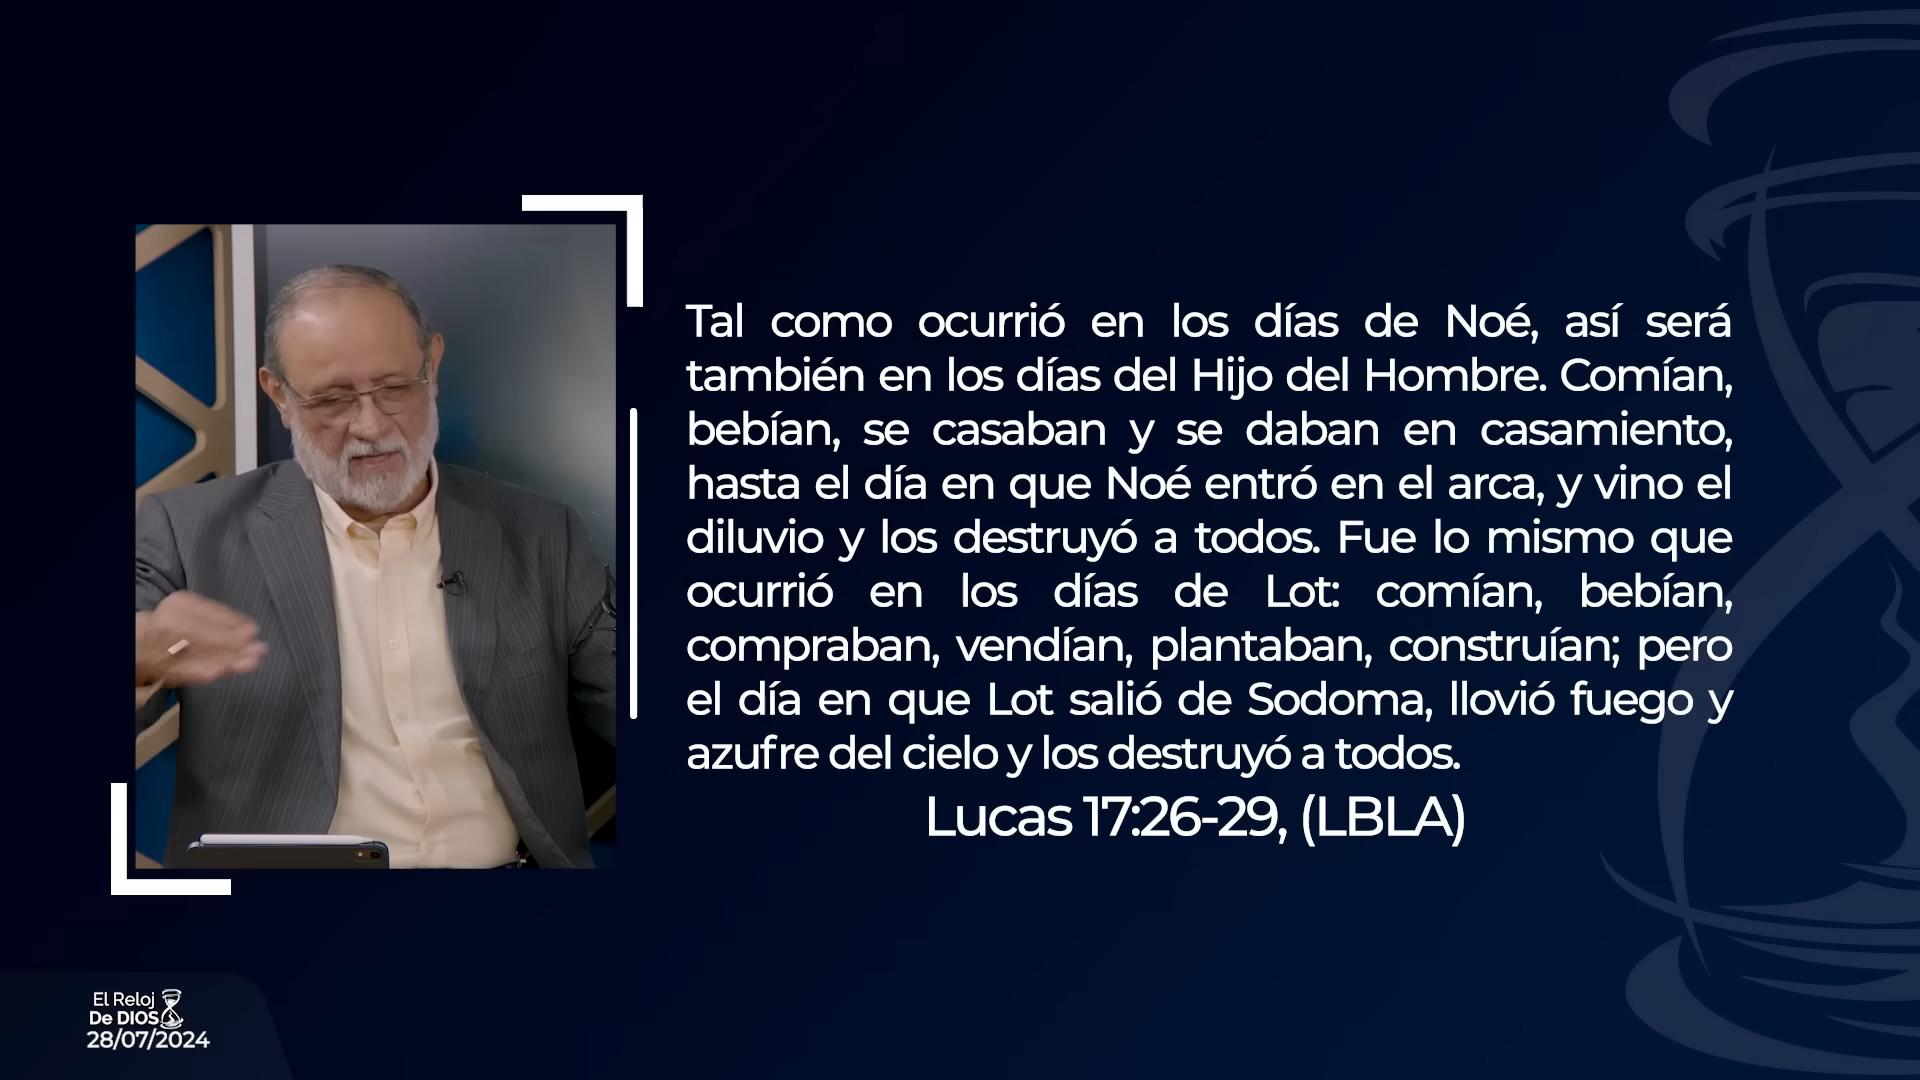 Tal como ocurrió en los días de Noé, así será
también en los días del Hijo del Hombre. Comían,
bebían, se casaban y se daban en casamiento,
hasta el día en que Noé entró en el arca, y vino el
diluvio y los destruyó a todos. Fue lo mismo que
ocurrió en los días de Lot: comían, bebían,
compraban, vendían, plantaban, construían; pero
el día en que Lot salió de Sodoma, llovió fuego y
azufre del cielo y los destruyó a todos.
Lucas 17:26-29, (LBLA)
El Reloj
De DIOS
28/07/2024